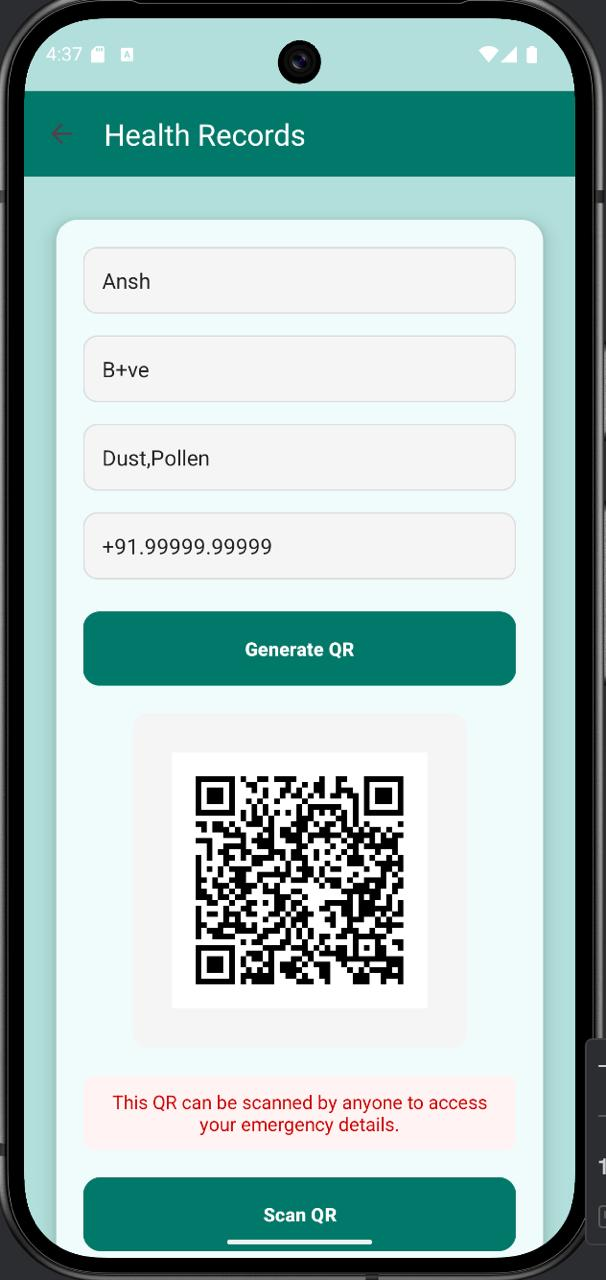 4:37
A
Health Records
Ansh
B+ve
Dust,Pollen
+91.99999.99999
Generate QR
This QR can be scanned by anyone to access
your emergency details.
Scan QR